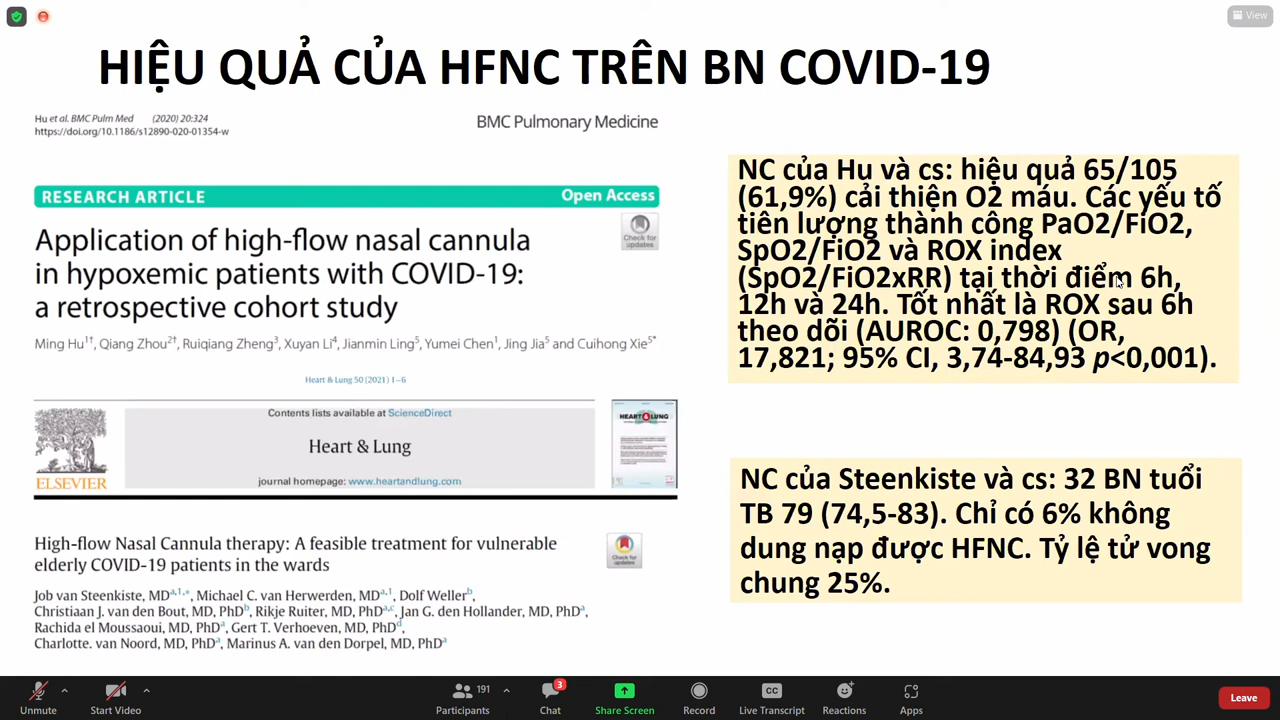 View
HIỆU QUẢ CỦA HFNC TRÊN BN COVID-19
Hu et al. BMC Pulm Med (2020) 20:324
https://doi.org/10.1186/s12890-020-01354-w
BMC Pulmonary Medicine
RESEARCH ARTICLE Open Access
Check for updates
Application of high-flow nasal cannula
in hypoxemic patients with COVID-19:
a retrospective cohort study
Ming Hu1†, Qiang Zhou2†, Ruiqiang Zheng3, Xuyan Li4, Jianmin Ling5, Yumei Chen1, Jing Jia5 and Cuihong Xie5*
NC của Hu và cs: hiệu quả 65/105
(61,9%) cải thiện O2 máu. Các yếu tố
tiên lượng thành công PaO2/FiO2,
SpO2/FiO2 và ROX index
(SpO2/FiO2xRR) tại thời điểm 6h,
12h và 24h. Tốt nhất là ROX sau 6h
theo dõi (AUROC: 0,798) (OR,
17,821; 95% CI, 3,74-84,93 p<0,001).
Heart & Lung 50 (2021) 1–6
Contents lists available at ScienceDirect
Heart & Lung
journal homepage: www.heartandlung.com
ELSEVIER
HEART & LUNG
High-flow Nasal Cannula therapy: A feasible treatment for vulnerable
elderly COVID-19 patients in the wards
Check for updates
Job van Steenkiste, MDa,1,*, Michael C. van Herwerden, MDa,1, Dolf Wellerb,
Christiaan J. van den Bout, MD, PhDb, Rikje Ruiter, MD, PhDa,c, Jan G. den Hollander, MD, PhDa,
Rachida el Moussaoui, MD, PhDa, Gert T. Verhoeven, MD, PhDd,
Charlotte. van Noord, MD, PhDa, Marinus A. van den Dorpel, MD, PhDa
NC của Steenkiste và cs: 32 BN tuổi
TB 79 (74,5-83). Chỉ có 6% không
dung nạp được HFNC. Tỷ lệ tử vong
chung 25%.
Unmute
Start Video
191
Participants
3
Chat
Share Screen
Record
CC
Live Transcript
Reactions
Apps
Leave